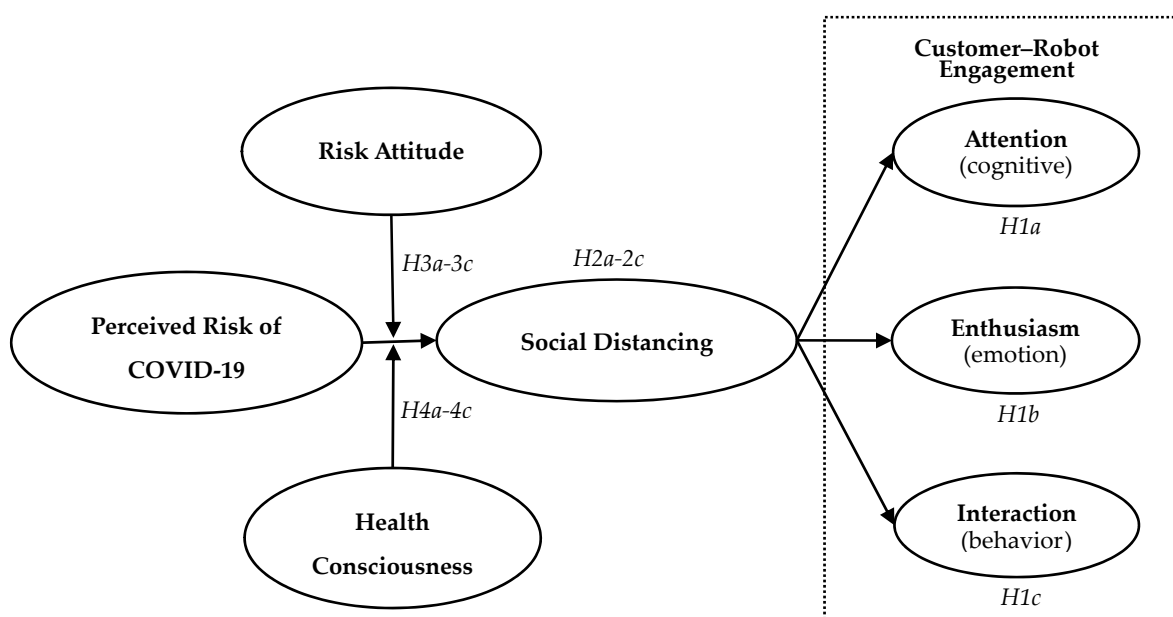 Customer–Robot
Engagement
Risk Attitude
Attention
(cognitive)
H1a
H3a-3c
H2a-2c
Perceived Risk of
COVID-19
Social Distancing
Enthusiasm
(emotion)
H1b
H4a-4c
Health
Consciousness
Interaction
(behavior)
H1c